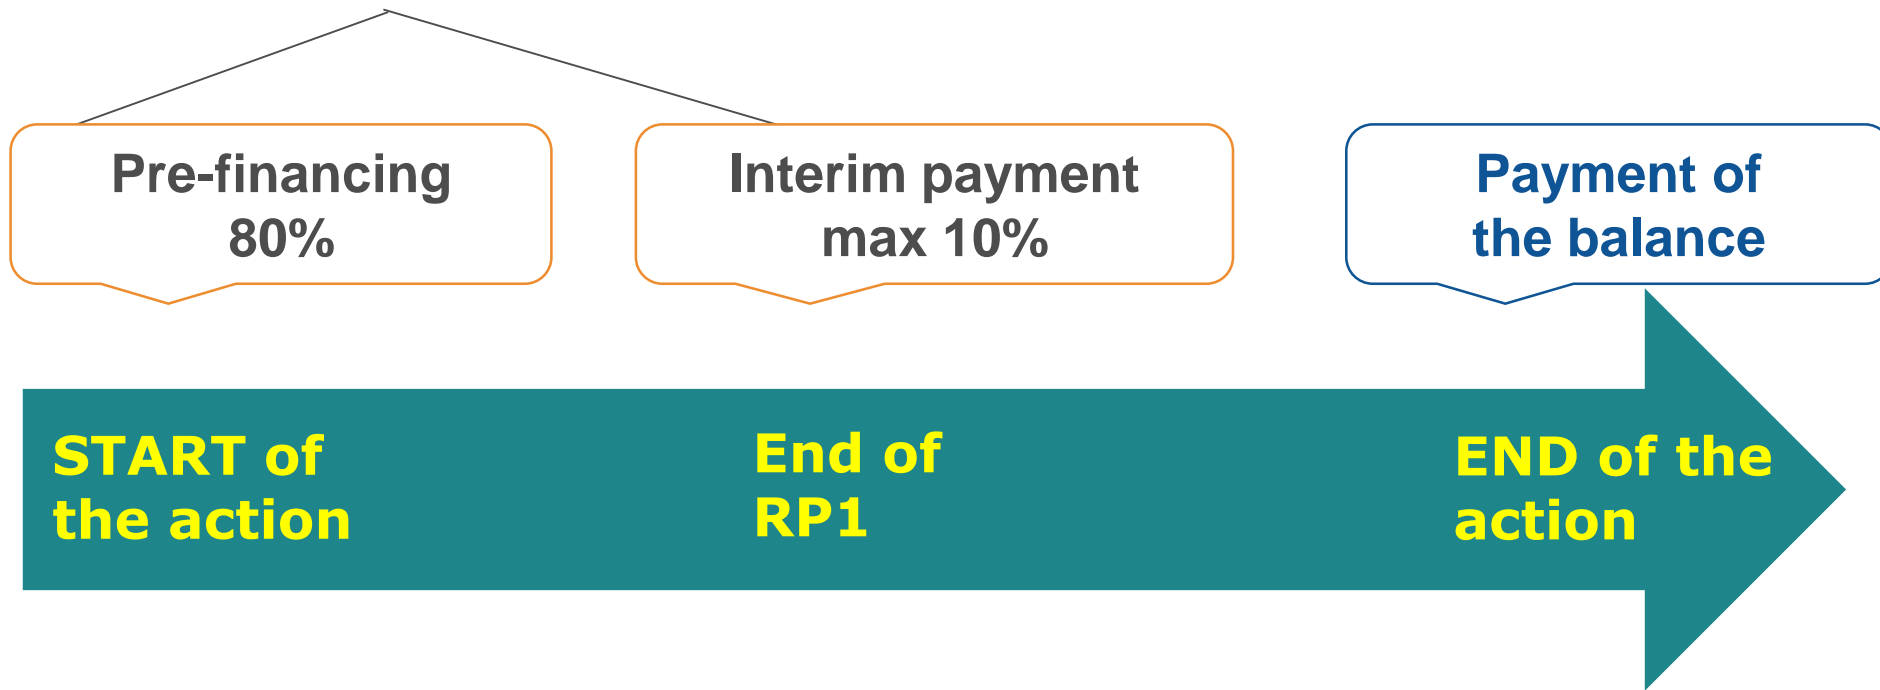 Pre-financing
80%
Interim payment
max 10%
Payment of
the balance
START of
the action
End of
RP1
END of the
action